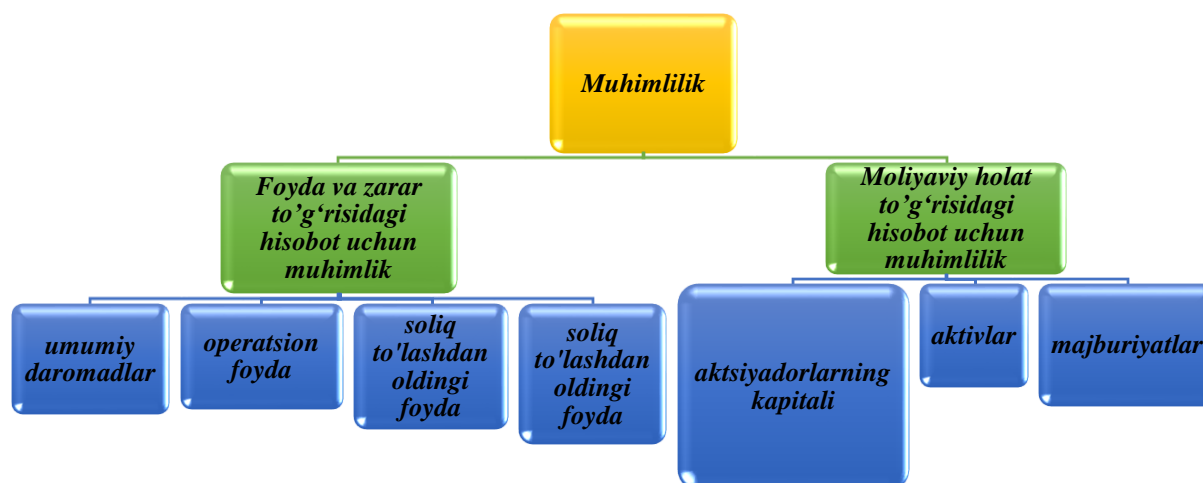 Muhimlilik
Foyda va zarar
to’g‘risidagi
hisobot uchun
muhimlik
Moliyaviy holat
to’g‘risidagi
hisobot uchun
muhimlilik
umumiy
daromadlar
operatsion
foyda
soliq
to'lashdan
oldingi
foyda
soliq
to'lashdan
oldingi
foyda
aktsiyadorlarning
kapitali
aktivlar
majburiyatlar